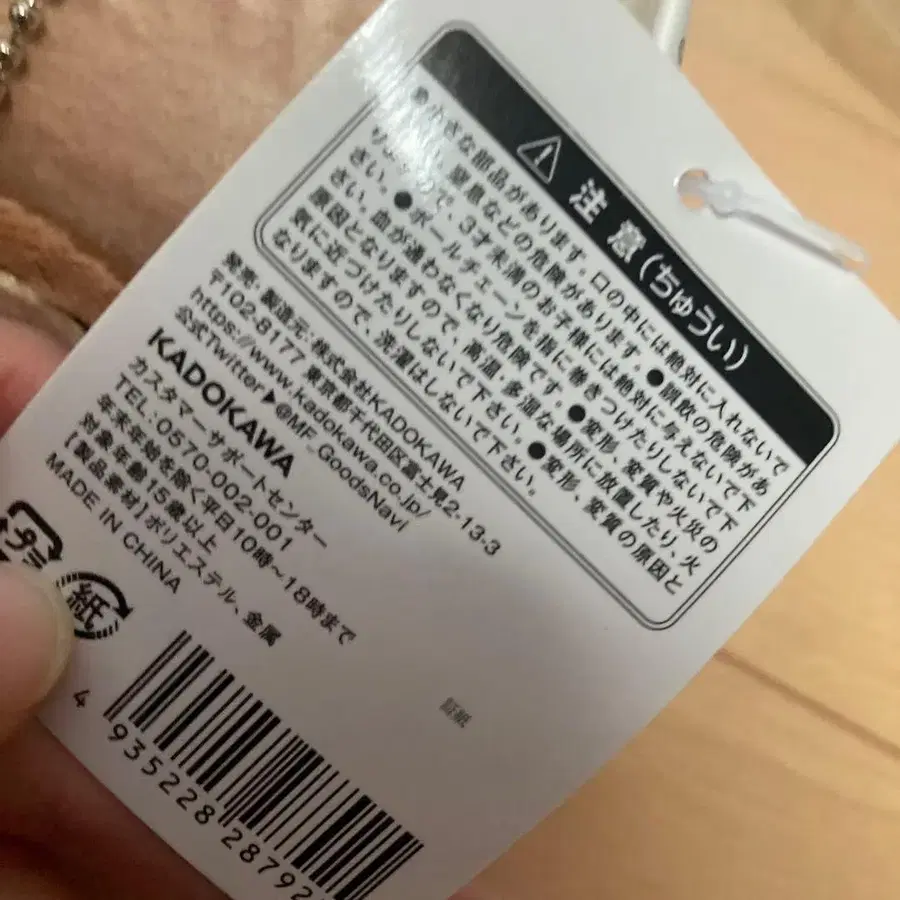 注意(ちゅうい)
●小さな部品があります。口の中には絶対に入れないで
窒息などの危険があります。●誤飲の危険があ
で、3才未満のお子様には絶対に与えないで下
さい。●ボールチェーンを指に巻きつけたりしないで下
さい。血が通わなくなり危険です。●変形、変質や火災の
原因となりますので、高温・多湿な場所に放置したり、火
気に近づけたりしないで下さい。●変形、変質の原因と
なりますので、洗濯はしないで下さい。
発売・製造元:株式会社KADOKAWA
〒102-8177 東京都千代田区富士見2-13-3
https://www.kadokawa.co.jp/
公式Twitter▶@MF_GoodsNavi
KADOKAWA
カスタマーサポートセンター
TEL:0570-002-001
年末年始を除く平日10時~18時まで
対象年齢15歳以上
【製品素材】ポリエステル、金属
MADE IN CHINA
プラ
紙
証紙
4 935228 28792